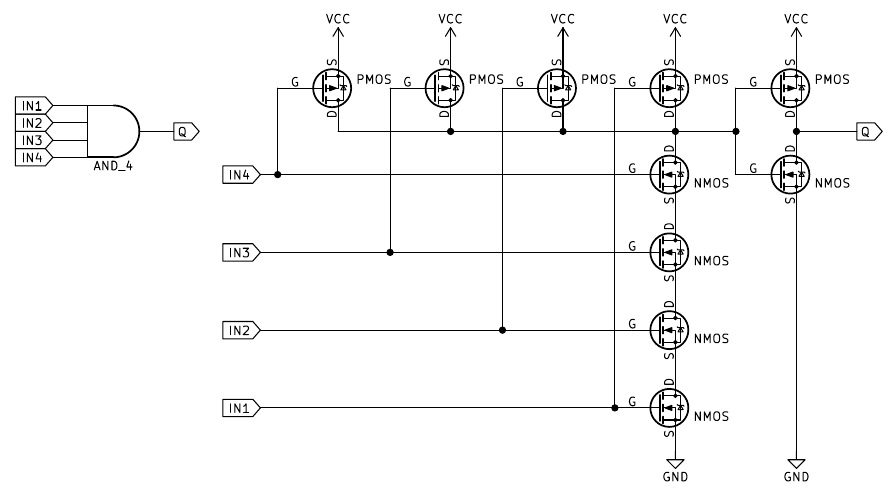 VCC VCC VCC VCC VCC
S S S S S
G PMOS G PMOS G PMOS G PMOS G PMOS
D D D D D
IN1
IN2
IN3
IN4
AND_4
Q
Q
D D
IN4 G NMOS G NMOS
S S
D
IN3 G NMOS
S
D
IN2 G NMOS
S
D
IN1 G NMOS
S
GND GND